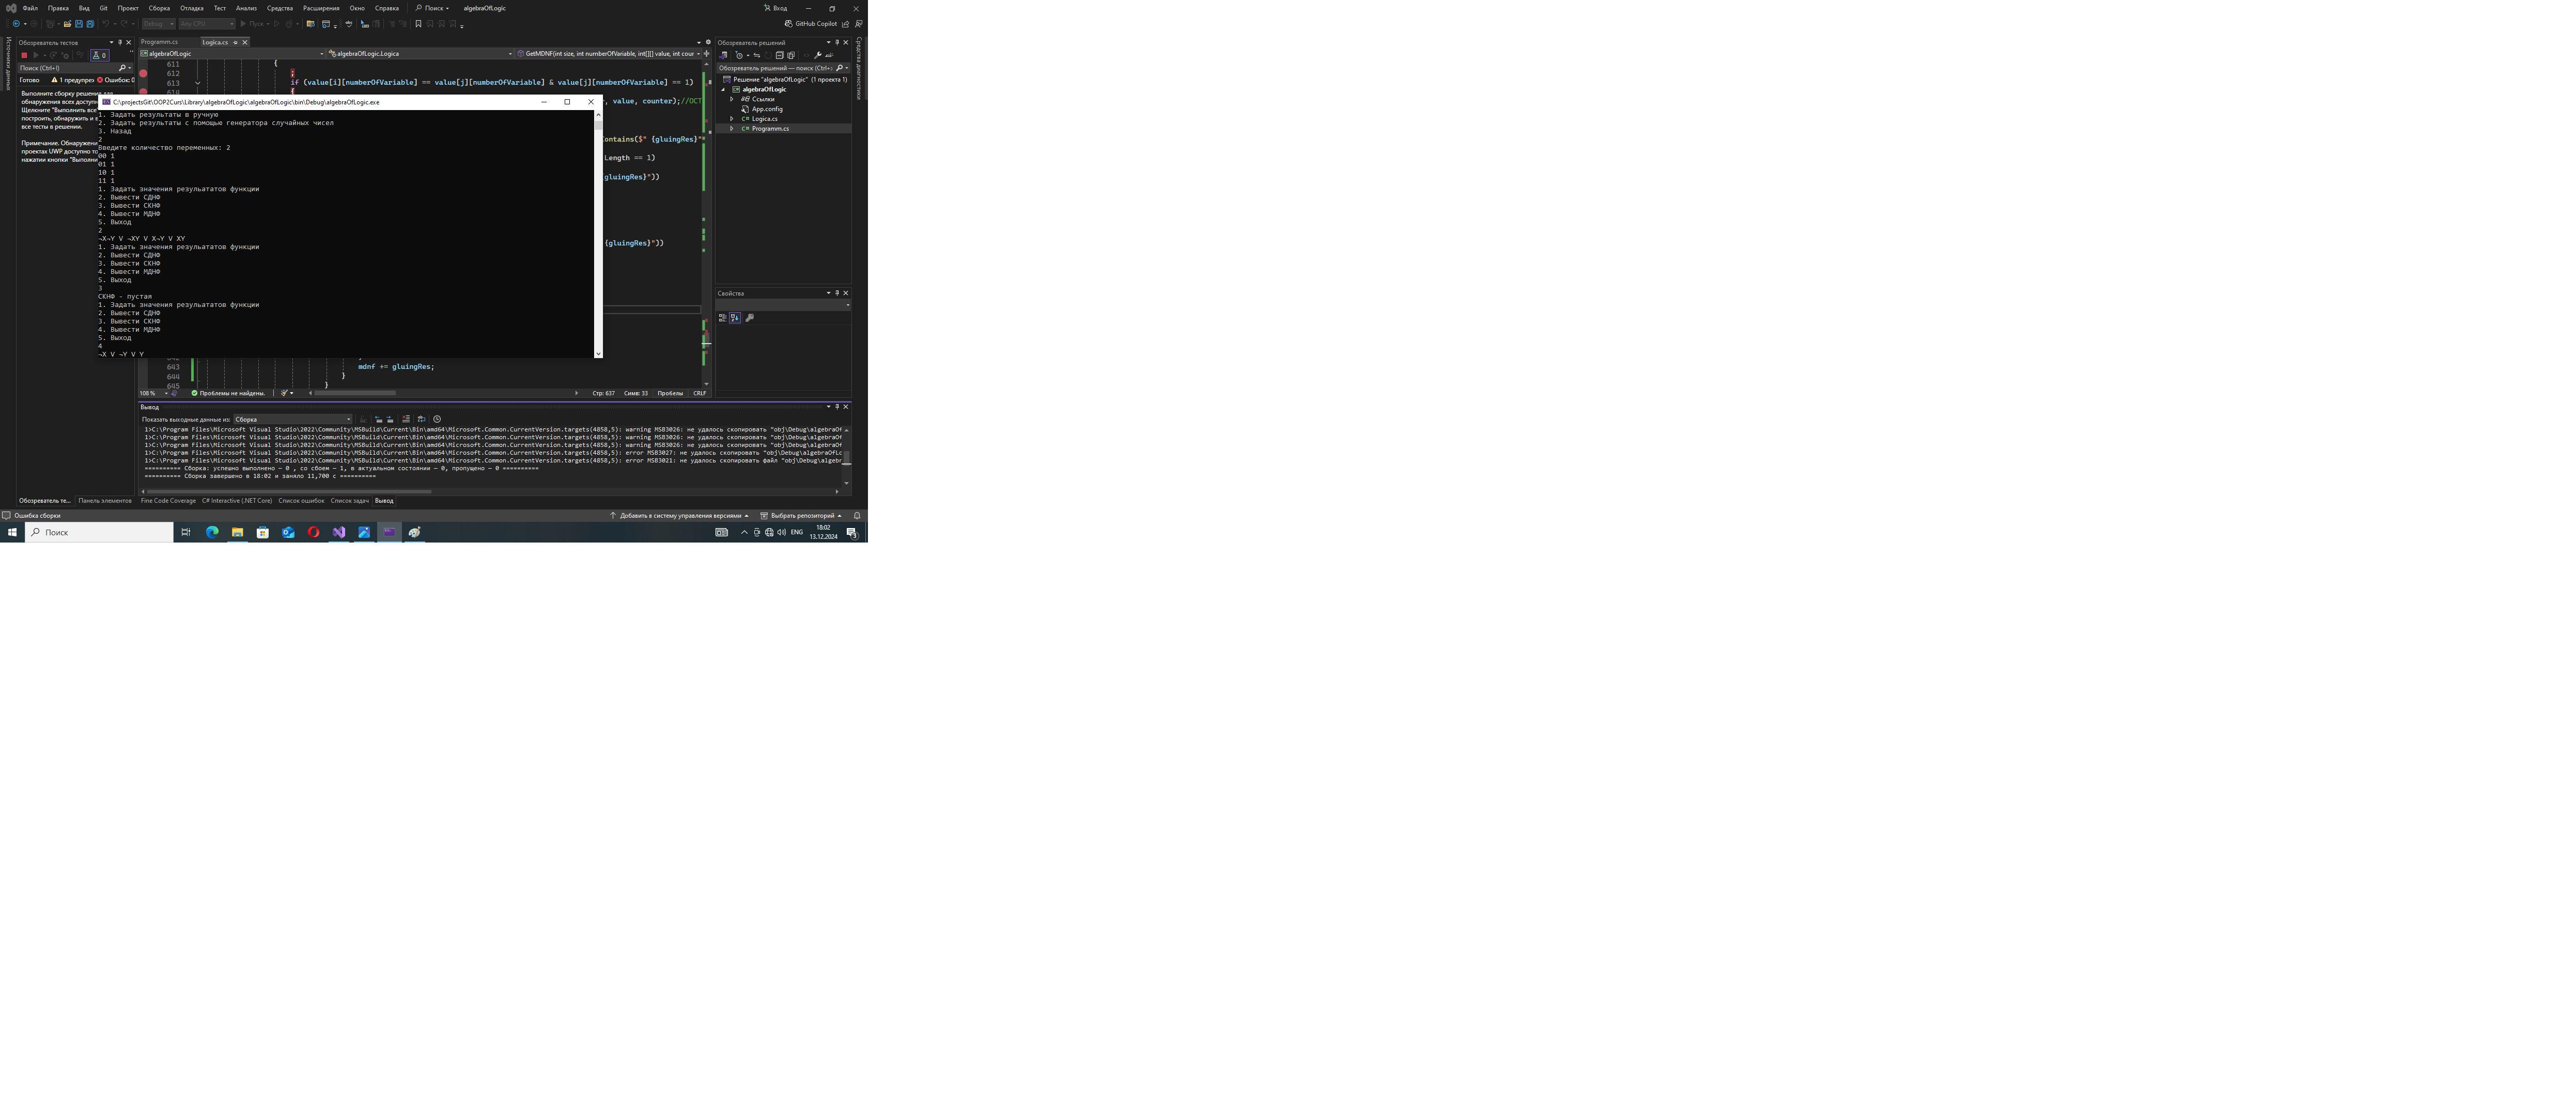 Файл Правка Вид Git Проект Сборка Отладка Тест Анализ Средства Расширения Окно Справка Поиск algebraOfLogic Вход
Debug Any CPU Пуск GitHub Copilot
Источники данных
Обозреватель тестов
0
Поиск (Ctrl+I)
Готово 1 предупреж Ошибок: 0
Выполните сборку решения для
обнаружения всех доступн
Щелкните "Выполнить все"
построить, обнаружить и в
все тесты в решении.
Примечание. Обнаружени
проектах UWP доступно то
нажатии кнопки "Выполни
Programm.cs Logica.cs
algebraOfLogic algebraOfLogic.Logica GetMDNF(int size, int numberOfVariable, int[][] value, int cour
611 {
612 ;
613 if (value[i][numberOfVariable] == value[j][numberOfVariable] & value[j][numberOfVariable] == 1)
614 {
r, value, counter);//ОСТ
Contains($" {gluingRes}"
Length == 1)
gluingRes}"))
{gluingRes}"))
C:\projectsGit\OOP2Curs\Library\algebraOfLogic\algebraOfLogic\bin\Debug\algebraOfLogic.exe
1. Задать результаты в ручную
2. Задать результаты с помощью генератора случайных чисел
3. Назад
2
Введите количество переменных: 2
00 1
01 1
10 1
11 1
1. Задать значения резульатов функции
2. Вывести СДНФ
3. Вывести СКНФ
4. Вывести МДНФ
5. Выход
2
¬X¬Y V ¬XY V X¬Y V XY
1. Задать значения резульатов функции
2. Вывести СДНФ
3. Вывести СКНФ
4. Вывести МДНФ
5. Выход
3
СКНФ - пустая
1. Задать значения резульатов функции
2. Вывести СДНФ
3. Вывести СКНФ
4. Вывести МДНФ
5. Выход
4
¬X V ¬Y V Y
643 mdnf += gluingRes;
644 }
645 }
100 % Проблемы не найдены. Стр: 637 Симв: 33 Пробелы CRLF
Обозреватель решений
Обозреватель решений — поиск (Ctrl+;
Решение "algebraOfLogic" (1 проекта 1)
algebraOfLogic
Ссылки
App.config
Logica.cs
Programm.cs
Средства диагностики
Свойства
Вывод
Показать выходные данные из: Сборка
1>C:\Program Files\Microsoft Visual Studio\2022\Community\MSBuild\Current\Bin\amd64\Microsoft.Common.CurrentVersion.targets(4858,5): warning MSB3026: не удалось скопировать "obj\Debug\algebraOf
1>C:\Program Files\Microsoft Visual Studio\2022\Community\MSBuild\Current\Bin\amd64\Microsoft.Common.CurrentVersion.targets(4858,5): warning MSB3026: не удалось скопировать "obj\Debug\algebraOf
1>C:\Program Files\Microsoft Visual Studio\2022\Community\MSBuild\Current\Bin\amd64\Microsoft.Common.CurrentVersion.targets(4858,5): warning MSB3026: не удалось скопировать "obj\Debug\algebraOf
1>C:\Program Files\Microsoft Visual Studio\2022\Community\MSBuild\Current\Bin\amd64\Microsoft.Common.CurrentVersion.targets(4858,5): error MSB3027: не удалось скопировать "obj\Debug\algebraOfLo
1>C:\Program Files\Microsoft Visual Studio\2022\Community\MSBuild\Current\Bin\amd64\Microsoft.Common.CurrentVersion.targets(4858,5): error MSB3021: не удалось скопировать файл "obj\Debug\algebr
========== Сборка: успешно выполнено — 0 , со сбоем — 1, в актуальном состоянии — 0, пропущено — 0 ==========
========== Сборка завершено в 18:02 и заняло 11,700 с ==========
Обозреватель те... Панель элементов Fine Code Coverage C# Interactive (.NET Core) Список ошибок Список задач Вывод
Ошибка сборки Добавить в систему управления версиями Выбрать репозиторий
Поиск ENG 18:02
13.12.2024
3